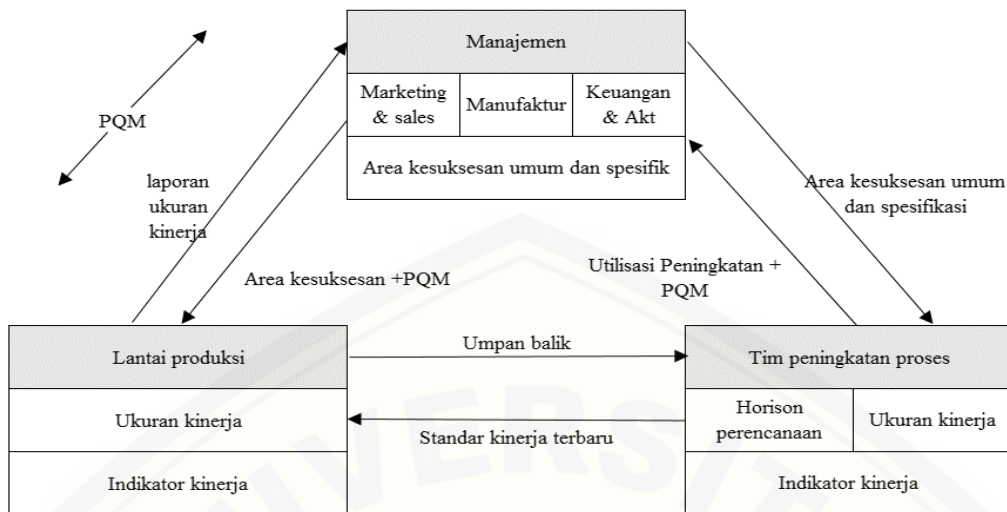 Manajemen
Marketing
& sales
Manufaktur
Keuangan
& Akt
Area kesuksesan umum dan spesifik
PQM
laporan
ukuran
kinerja
Area kesuksesan umum
dan spesifikasi
Area kesuksesan +PQM
Utilisasi Peningkatan +
PQM
Lantai produksi
Ukuran kinerja
Indikator kinerja
Umpan balik
Standar kinerja terbaru
Tim peningkatan proses
Horison
perencanaan
Ukuran kinerja
Indikator kinerja
UNIVERSIT